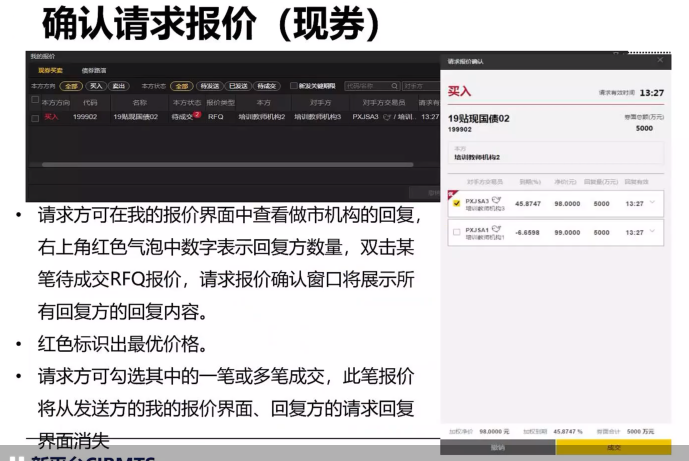 确认请求报价（现券）
我的报价
现券买卖 债券借贷
本方方向 全部 买入 卖出 本方状态 全部 待发送 已发送 待成交 新发关键期限 代码/名称 对手方
本方方向 代码 名称 本方状态 报价类型 本方 对手方 对手方交易员 请求有
买入 199902 19贴现国债02 待成交 2 RFQ 培训教师机构2 培训教师机构3 PXJSA3 / 培训... 13:27
• 请求方可在我的报价界面中查看做市机构的回复，
右上角红色气泡中数字表示回复方数量，双击某
笔待成交RFQ报价，请求报价确认窗口将展示所
有回复方的回复内容。
• 红色标识出最优价格。
• 请求方可勾选其中的一笔或多笔成交，此笔报价
将从发送方的我的报价界面、回复方的请求回复
界面消失
请求报价确认
买入 请求有效时间 13:27
19贴现国债02 券面总额(万元)
199902 5000
本方
培训教师机构2
对手方交易员 到期(%) 净价(元) 回复量(万元) 回复有效
PXJSA3 45.8747 98.0000 5000 13:27
培训教师机构3
PXJSA1 -6.6598 99.0000 5000 13:27
培训教师机构1
加权净价 98.0000 元 加权到期 45.8747 % 券面合计 5000 万元
撤销 成交